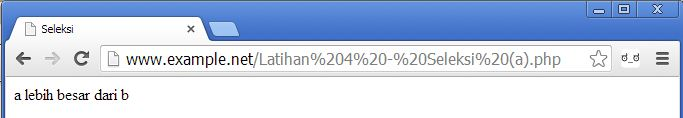 Seleksi
www.example.net/Latihan%204%20-%20Seleksi%20(a).php
a lebih besar dari b